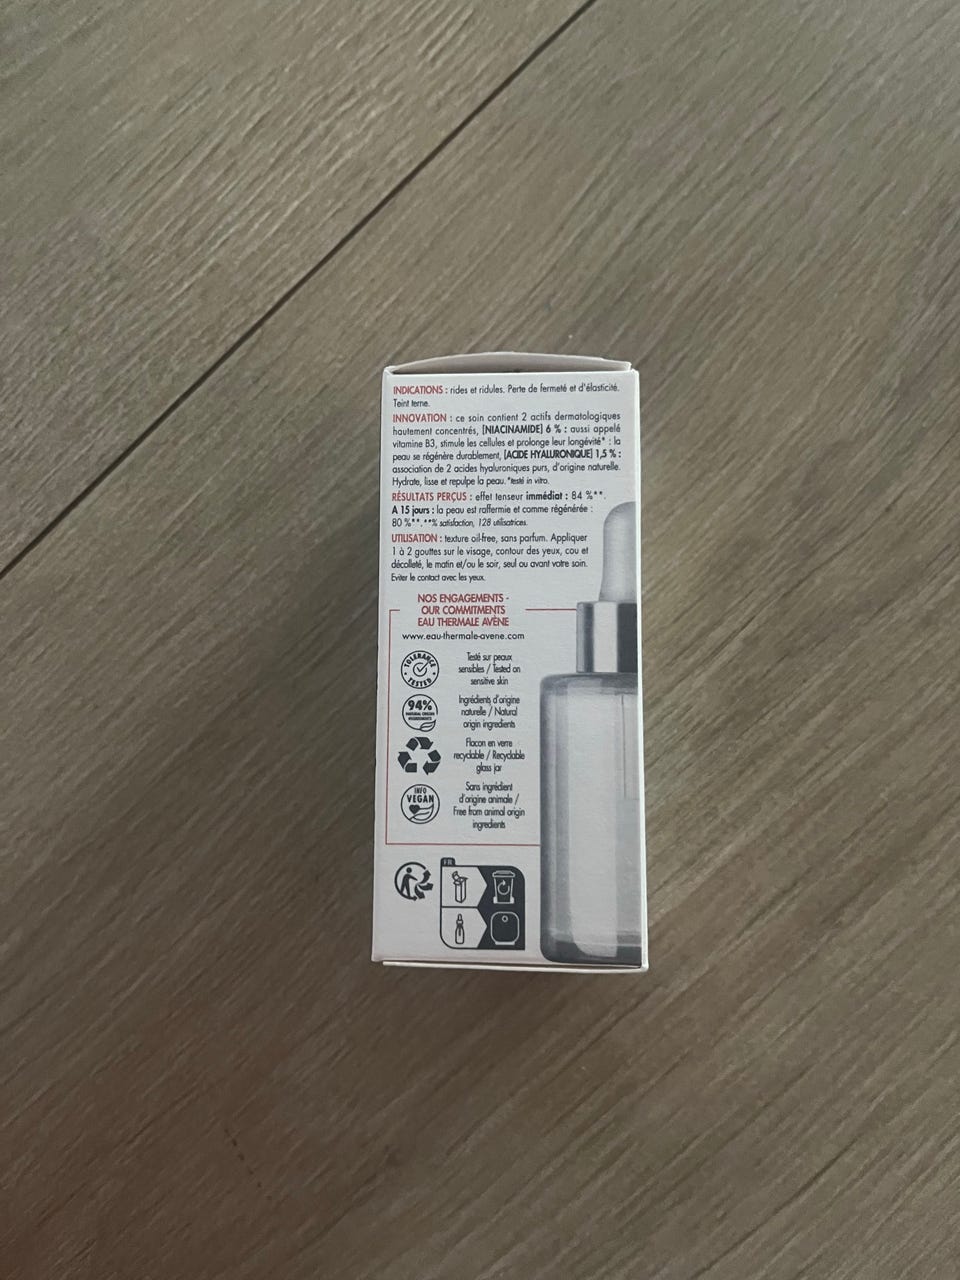 INDICATIONS : rides et ridules. Perte de fermeté et d'élasticité.
Teint terne.
INNOVATION : ce soin contient 2 actifs dermatologiques
hautement concentrés, [NIACINAMIDE] 6 % : aussi appelé
vitamine B3, stimule les cellules et prolonge leur longévité* : la
peau se régénère durablement, [ACIDE HYALURONIQUE] 1,5 % :
association de 2 acides hyaluroniques purs, d'origine naturelle.
Hydrate, lisse et repulpe la peau. *testé in vitro.
RÉSULTATS PERÇUS : effet tenseur immédiat : 84 %**.
A 15 jours : la peau est raffermie et comme régénérée :
80 %**. **% satisfaction, 128 utilisatrices.
UTILISATION : texture oil-free, sans parfum. Appliquer
1 à 2 gouttes sur le visage, contour des yeux, cou et
décolleté, le matin et/ou le soir, seul ou avant votre soin.
Eviter le contact avec les yeux.
NOS ENGAGEMENTS -
OUR COMMITMENTS
EAU THERMALE AVÈNE
www.eau-thermale-avene.com
TOLERANCE
TESTED
Testé sur peaux
sensibles / Tested on
sensitive skin
94%
NATURAL ORIGIN
INGREDIENTS
Ingrédients d'origine
naturelle / Natural
origin ingredients
Flacon en verre
recyclable / Recyclable
glass jar
INFO
VEGAN
Sans ingrédient
d'origine animale /
Free from animal origin
ingredients
FR